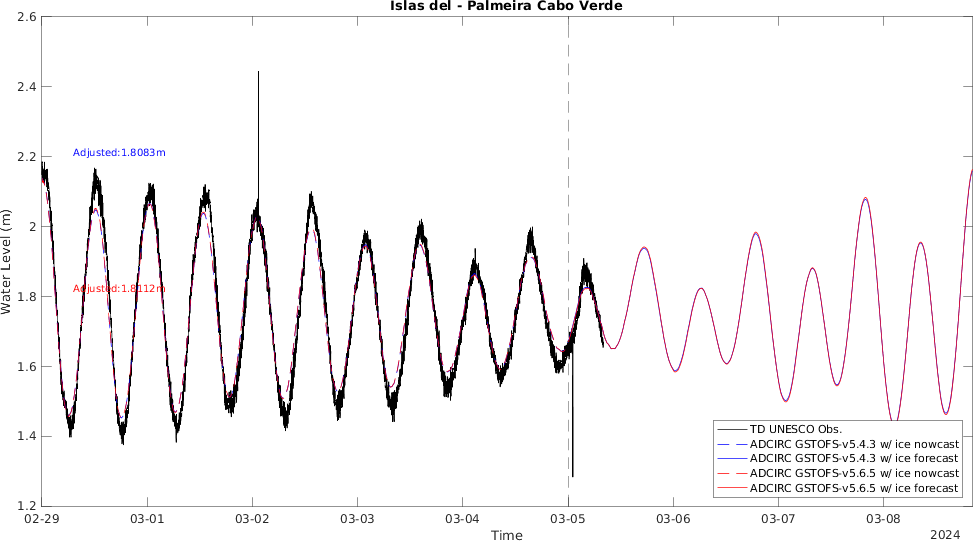 Islas del - Palmeira Cabo Verde
2.6
2.4
2.2
2
1.8
1.6
1.4
1.2
Water Level (m)
Adjusted:1.8083m
Adjusted:1.8112m
TD UNESCO Obs.
ADCIRC GSTOFS-v5.4.3 w/ ice nowcast
ADCIRC GSTOFS-v5.4.3 w/ ice forecast
ADCIRC GSTOFS-v5.6.5 w/ ice nowcast
ADCIRC GSTOFS-v5.6.5 w/ ice forecast
02-29 03-01 03-02 03-03 03-04 03-05 03-06 03-07 03-08
Time
2024